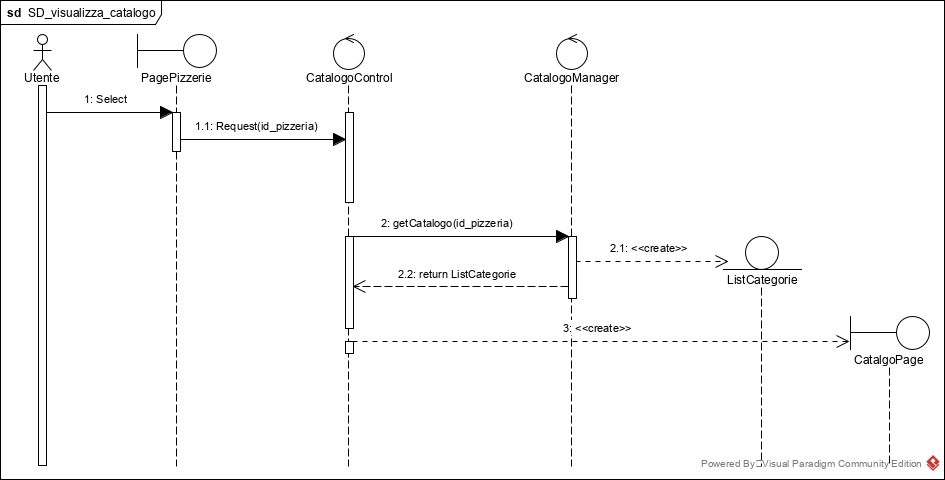 sd SD_visualizza_catalogo
Utente
PagePizzerie
CatalogoControl
CatalogoManager
1: Select
1.1: Request(id_pizzeria)
2: getCatalogo(id_pizzeria)
2.1: <<create>>
2.2: return ListCategorie
ListCategorie
3: <<create>>
CatalgoPage
Powered By Visual Paradigm Community Edition